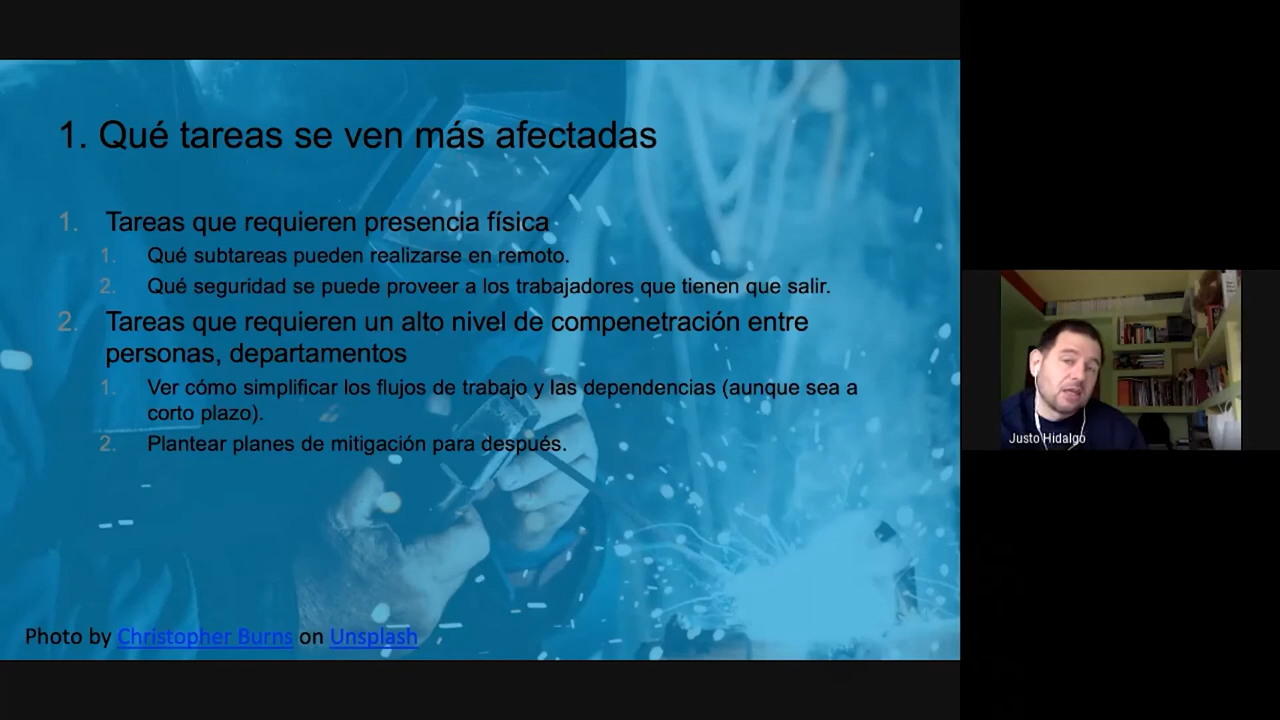 1. Qué tareas se ven más afectadas
1. Tareas que requieren presencia física
1. Qué subtareas pueden realizarse en remoto.
2. Qué seguridad se puede proveer a los trabajadores que tienen que salir.
2. Tareas que requieren un alto nivel de compenetración entre
personas, departamentos
1. Ver cómo simplificar los flujos de trabajo y las dependencias (aunque sea a
corto plazo).
2. Plantear planes de mitigación para después.
Photo by Christopher Burns on Unsplash
Justo Hidalgo